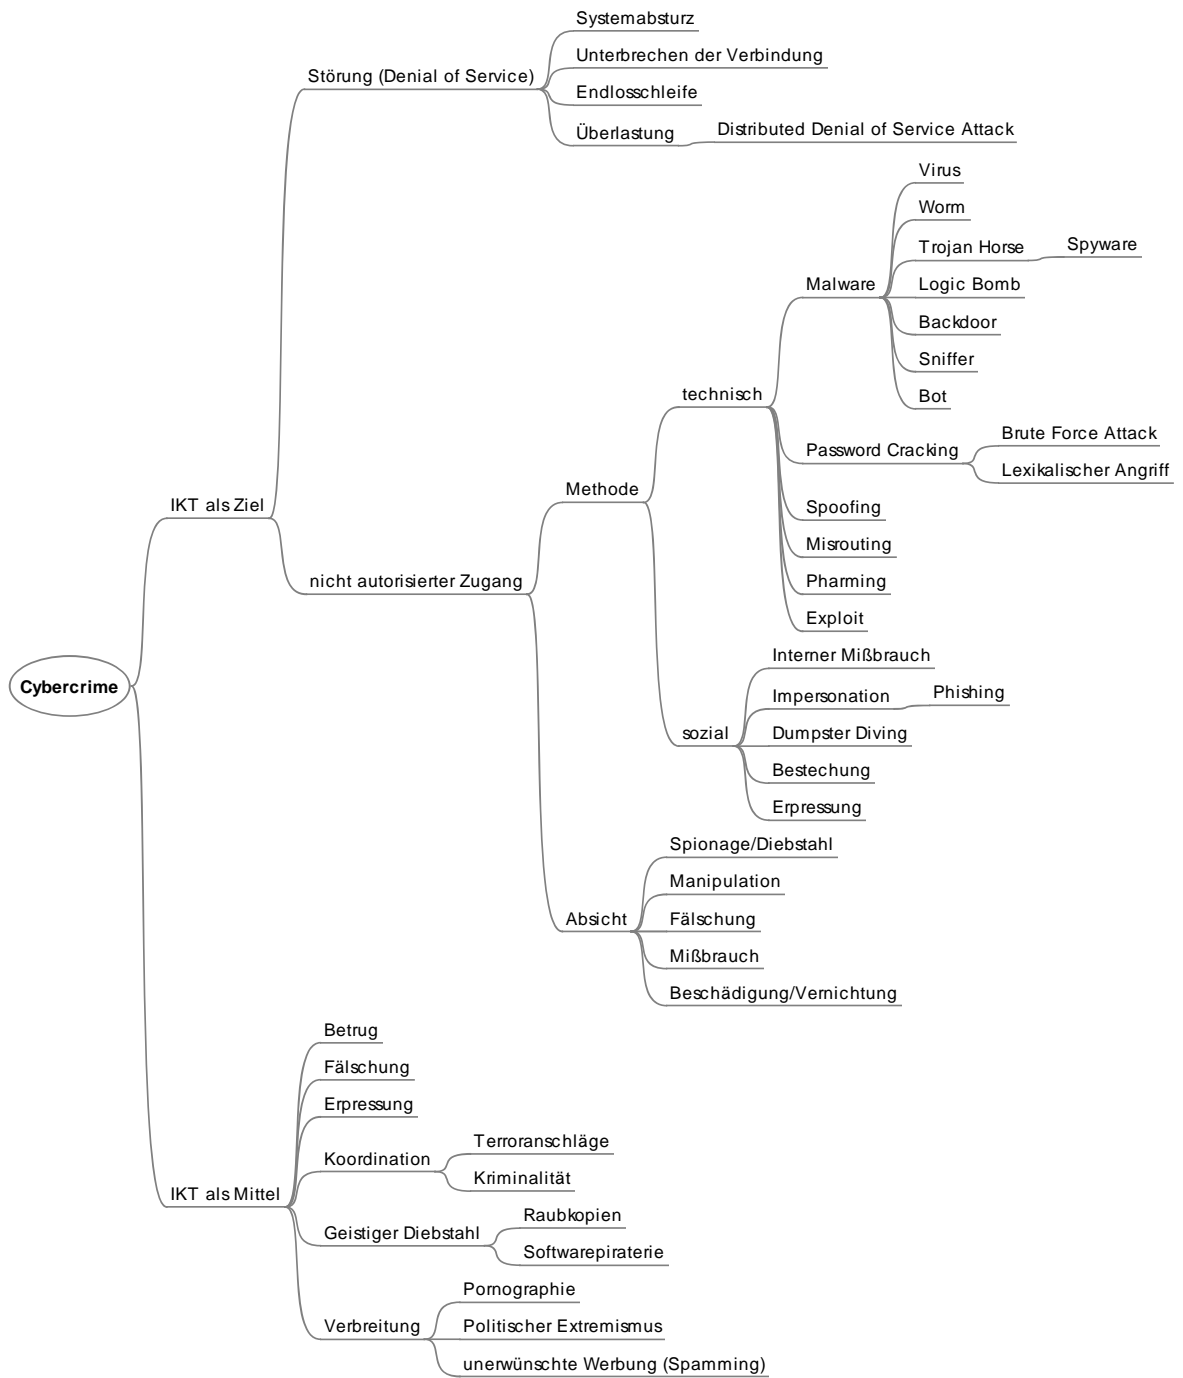 Systemabsturz
Unterbrechen der Verbindung
Störung (Denial of Service)
Endlosschleife
Überlastung
Distributed Denial of Service Attack
Virus
Worm
Trojan Horse
Spyware
Malware
Logic Bomb
Backdoor
Sniffer
technisch
Bot
Password Cracking
Brute Force Attack
Lexikalischer Angriff
Methode
IKT als Ziel
Spoofing
Misrouting
nicht autorisierter Zugang
Pharming
Exploit
Interner Mißbrauch
Cybercrime
Impersonation
Phishing
sozial
Dumpster Diving
Bestechung
Erpressung
Spionage/Diebstahl
Manipulation
Absicht
Fälschung
Mißbrauch
Beschädigung/Vernichtung
Betrug
Fälschung
Erpressung
Koordination
Terroranschläge
Kriminalität
IKT als Mittel
Geistiger Diebstahl
Raubkopien
Softwarepiraterie
Pornographie
Verbreitung
Politischer Extremismus
unerwünschte Werbung (Spamming)